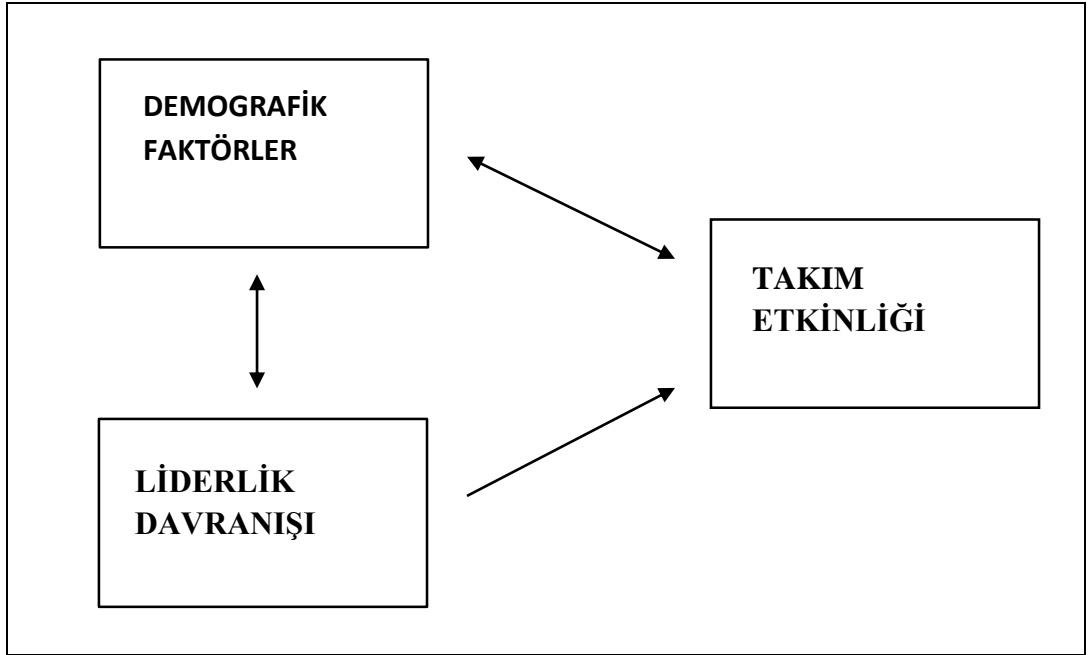 DEMOGRAFİK
FAKTÖRLER
TAKIM
ETKİNLİĞİ
LİDERLİK
DAVRANIŞI